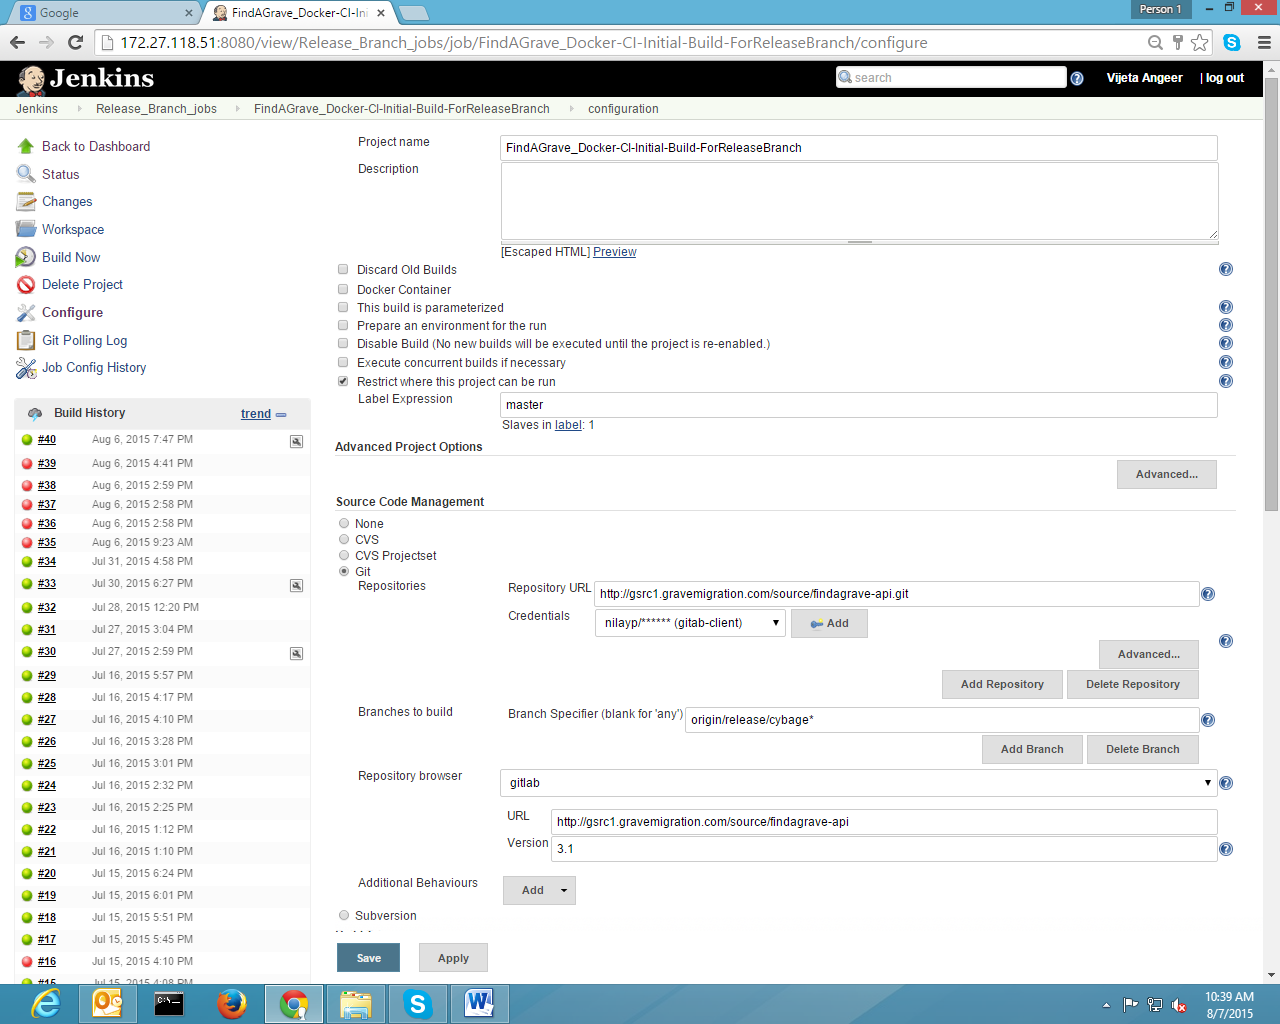 Google
FindAGrave_Docker-CI-Ini
Person 1
172.27.118.51:8080/view/Release_Branch_jobs/job/FindAGrave_Docker-CI-Initial-Build-ForReleaseBranch/configure
Jenkins
search
Vijeta Angeer
| log out
Jenkins
Release_Branch_jobs
FindAGrave_Docker-CI-Initial-Build-ForReleaseBranch
configuration
Back to Dashboard
Status
Changes
Workspace
Build Now
Delete Project
Configure
Git Polling Log
Job Config History
Build History
trend
#40 Aug 6, 2015 7:47 PM
#39 Aug 6, 2015 4:41 PM
#38 Aug 6, 2015 2:59 PM
#37 Aug 6, 2015 2:58 PM
#36 Aug 6, 2015 2:58 PM
#35 Aug 6, 2015 9:23 AM
#34 Jul 31, 2015 4:58 PM
#33 Jul 30, 2015 6:27 PM
#32 Jul 28, 2015 12:20 PM
#31 Jul 27, 2015 3:04 PM
#30 Jul 27, 2015 2:59 PM
#29 Jul 16, 2015 5:57 PM
#28 Jul 16, 2015 4:17 PM
#27 Jul 16, 2015 4:10 PM
#26 Jul 16, 2015 3:28 PM
#25 Jul 16, 2015 3:01 PM
#24 Jul 16, 2015 2:32 PM
#23 Jul 16, 2015 2:25 PM
#22 Jul 16, 2015 1:12 PM
#21 Jul 16, 2015 1:10 PM
#20 Jul 15, 2015 6:24 PM
#19 Jul 15, 2015 6:01 PM
#18 Jul 15, 2015 5:51 PM
#17 Jul 15, 2015 5:45 PM
#16 Jul 15, 2015 4:10 PM
#15 Jul 15, 2015 4:08 PM
Project name
FindAGrave_Docker-CI-Initial-Build-ForReleaseBranch
Description
[Escaped HTML] Preview
Discard Old Builds
Docker Container
This build is parameterized
Prepare an environment for the run
Disable Build (No new builds will be executed until the project is re-enabled.)
Execute concurrent builds if necessary
Restrict where this project can be run
Label Expression
master
Slaves in label: 1
Advanced Project Options
Advanced...
Source Code Management
None
CVS
CVS Projectset
Git
Repositories
Repository URL
http://gsrc1.gravemigration.com/source/findagrave-api.git
Credentials
nilayp/****** (gitab-client)
Add
Advanced...
Add Repository
Delete Repository
Branches to build
Branch Specifier (blank for 'any')
origin/release/cybage*
Add Branch
Delete Branch
Repository browser
gitlab
URL
http://gsrc1.gravemigration.com/source/findagrave-api
Version
3.1
Additional Behaviours
Add
Subversion
Save
Apply
10:39 AM
8/7/2015